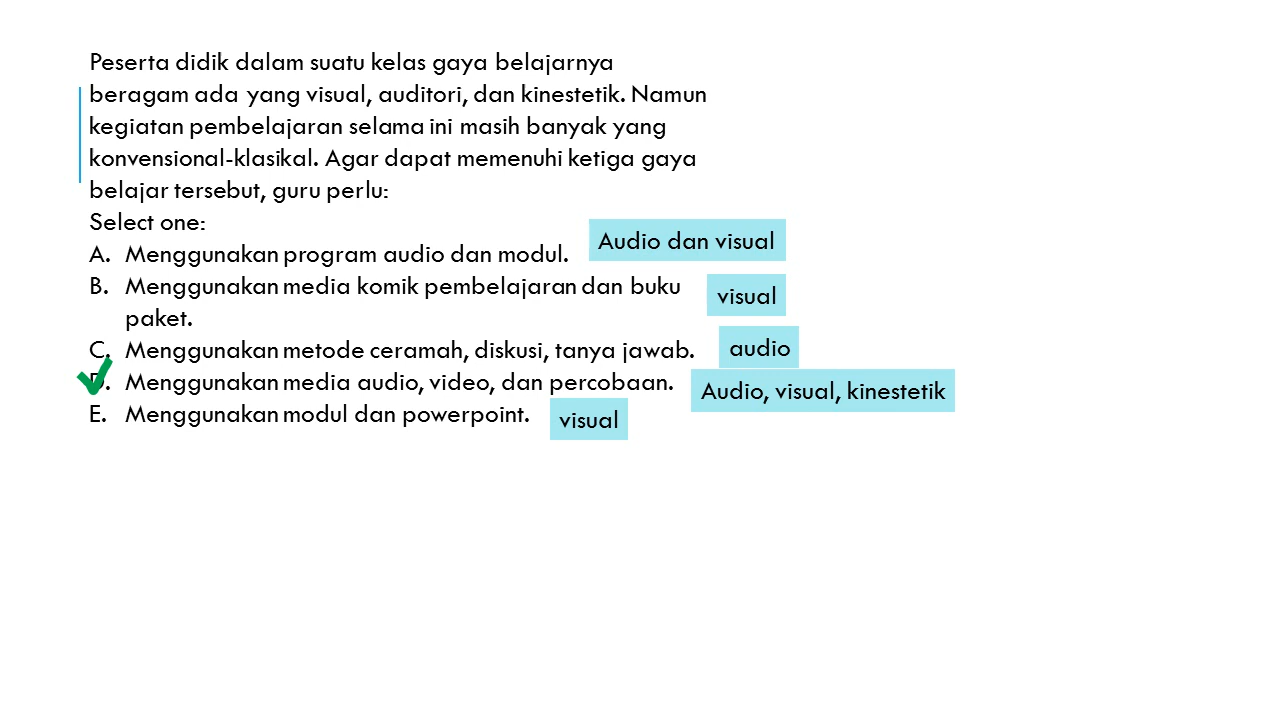 Peserta didik dalam suatu kelas gaya belajarnya
beragam ada yang visual, auditori, dan kinestetik. Namun
kegiatan pembelajaran selama ini masih banyak yang
konvensional-klasikal. Agar dapat memenuhi ketiga gaya
belajar tersebut, guru perlu:
Select one:
A. Menggunakan program audio dan modul.
Audio dan visual
B. Menggunakan media komik pembelajaran dan buku
paket.
visual
C. Menggunakan metode ceramah, diskusi, tanya jawab.
audio
D. Menggunakan media audio, video, dan percobaan.
Audio, visual, kinestetik
E. Menggunakan modul dan powerpoint.
visual